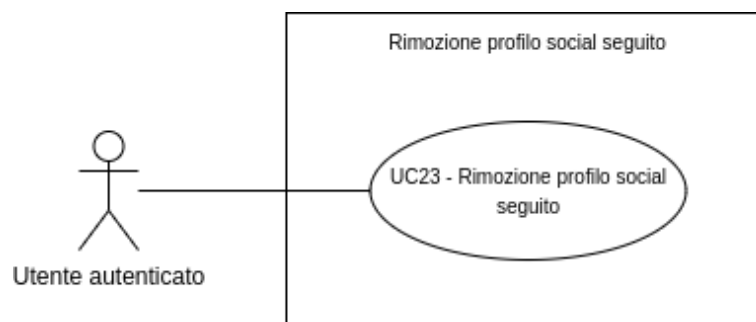 Rimozione profilo social seguito
UC23 - Rimozione profilo social
seguito
Utente autenticato